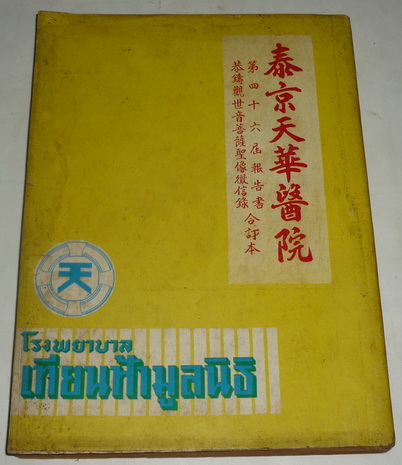 泰京天華醫院
第四十六屆報告書
恭鑄觀世音菩薩聖像徵信錄
合訂本
天
โรงพยาบาล
เทียนฟ้ามูลนิธิ